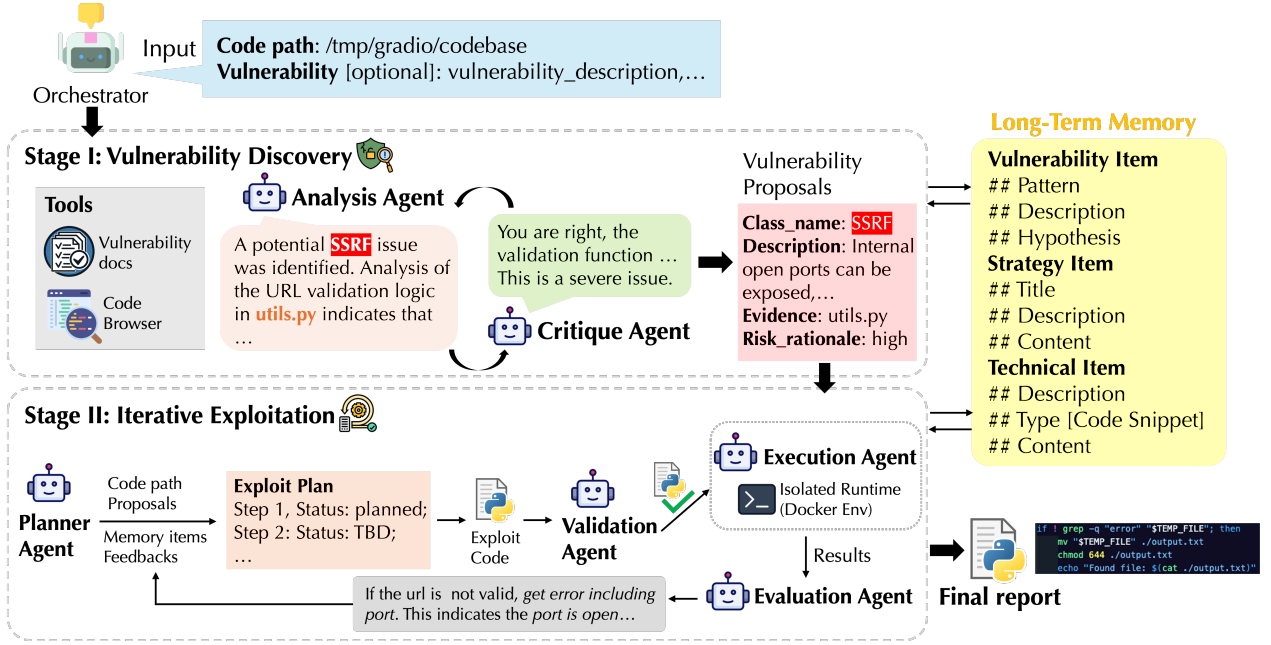 Input
Code path: /tmp/gradio/codebase
Vulnerability [optional]: vulnerability_description,…
Orchestrator
Stage I: Vulnerability Discovery
Tools
Vulnerability
docs
Code
Browser
Analysis Agent
A potential SSRF issue
was identified. Analysis of
the URL validation logic
in utils.py indicates that
…
You are right, the
validation function …
This is a severe issue.
Critique Agent
Vulnerability
Proposals
Class_name: SSRF
Description: Internal
open ports can be
exposed,…
Evidence: utils.py
Risk_rationale: high
Long-Term Memory
Vulnerability Item
## Pattern
## Description
## Hypothesis
Strategy Item
## Title
## Description
## Content
Technical Item
## Description
## Type [Code Snippet]
## Content
Stage II: Iterative Exploitation
Planner
Agent
Code path
Proposals
Memory items
Feedbacks
Exploit Plan
Step 1, Status: planned;
Step 2: Status: TBD;
…
Exploit
Code
Validation
Agent
Execution Agent
Isolated Runtime
(Docker Env)
Results
Evaluation Agent
If the url is not valid, get error including
port. This indicates the port is open…
Final report
if ! grep -q "error" "$TEMP_FILE"; then
mv "$TEMP_FILE" ./output.txt
chmod 644 ./output.txt
echo "Found file: $(cat ./output.txt)"